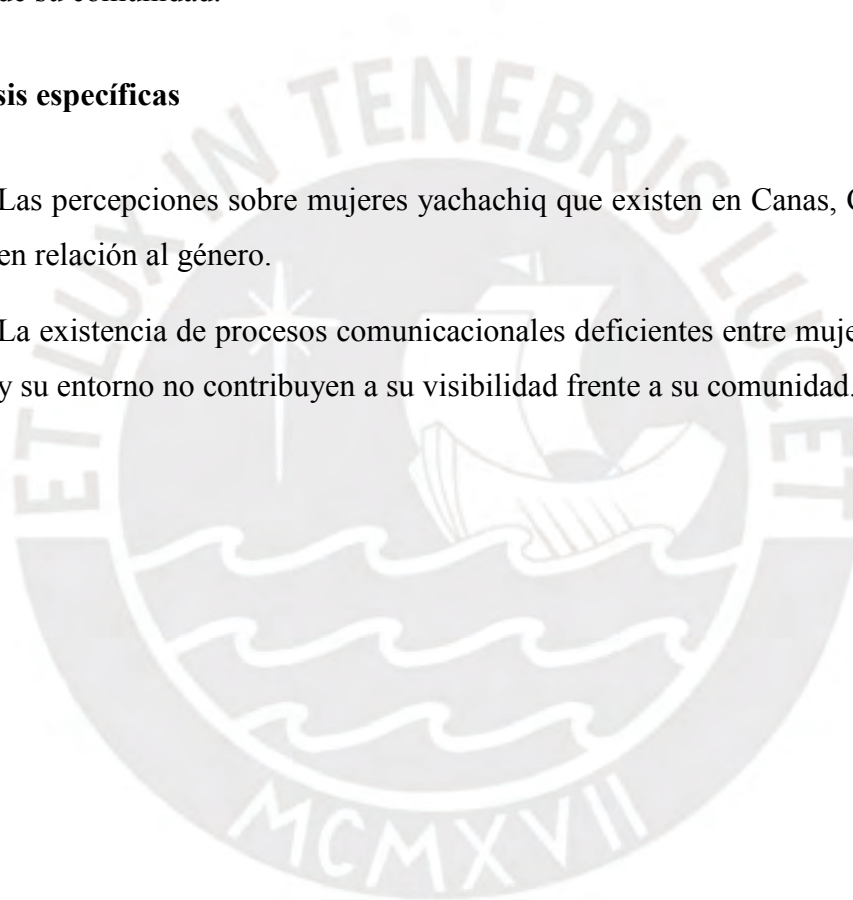 de su comunidad.
sis específicas
Las percepciones sobre mujeres yachachiq que existen en Canas,
en relación al género.
La existencia de procesos comunicacionales deficientes entre muje
y su entorno no contribuyen a su visibilidad frente a su comunidad.
ET LUX IN TENEBRIS LUCET
MCMXVII